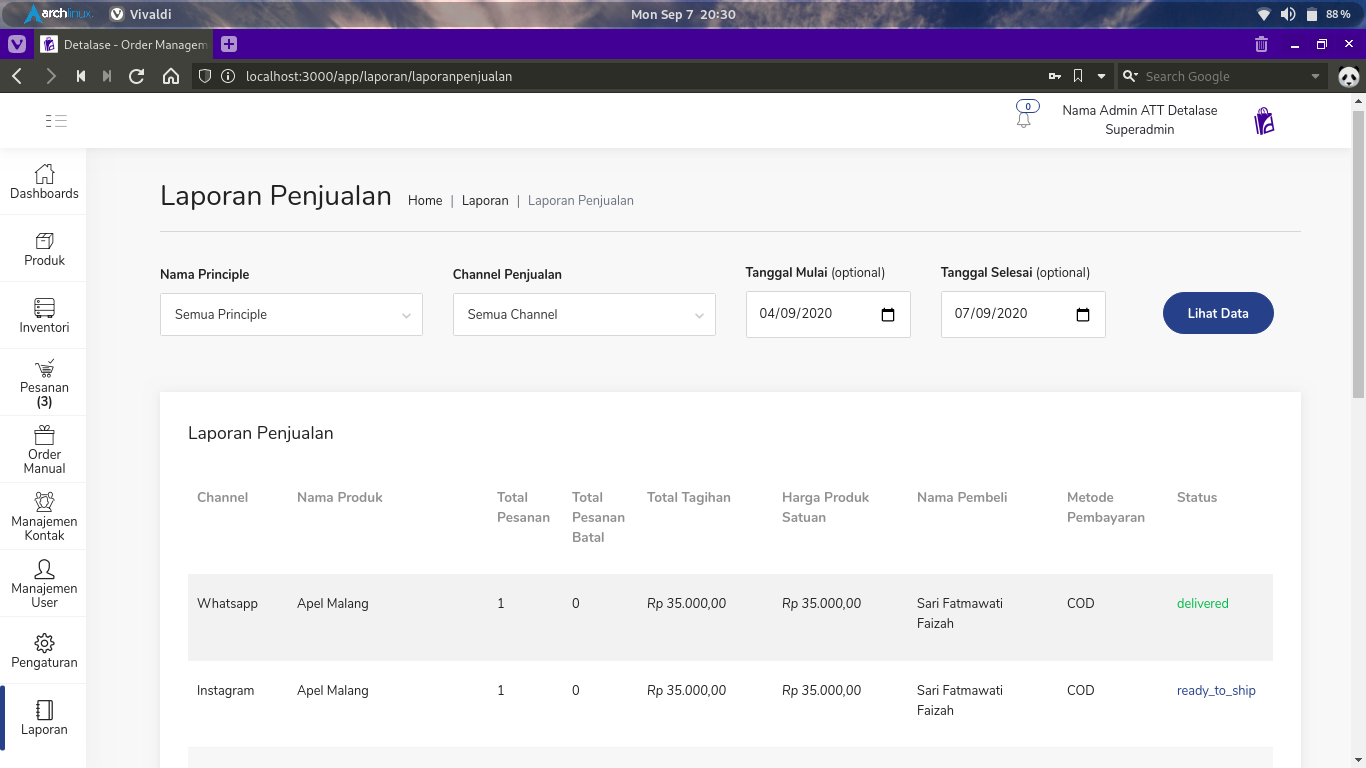 archlinux Vivaldi Mon Sep 7 20:30 88 %
Detalase - Order Managem
localhost:3000/app/laporan/laporanpenjualan Search Google
0 Nama Admin ATT Detalase
Superadmin
Dashboards
Produk
Inventori
Pesanan
(3)
Order
Manual
Manajemen
Kontak
Manajemen
User
Pengaturan
Laporan
Laporan Penjualan Home | Laporan | Laporan Penjualan
Nama Principle Channel Penjualan Tanggal Mulai (optional) Tanggal Selesai (optional)
Semua Principle Semua Channel 04/09/2020 07/09/2020 Lihat Data
Laporan Penjualan
Channel Nama Produk Total Total Total Tagihan Harga Produk Nama Pembeli Metode Status
Pesanan Pesanan Satuan Pembayaran
Batal
Whatsapp Apel Malang 1 0 Rp 35.000,00 Rp 35.000,00 Sari Fatmawati COD delivered
Faizah
Instagram Apel Malang 1 0 Rp 35.000,00 Rp 35.000,00 Sari Fatmawati COD ready_to_ship
Faizah